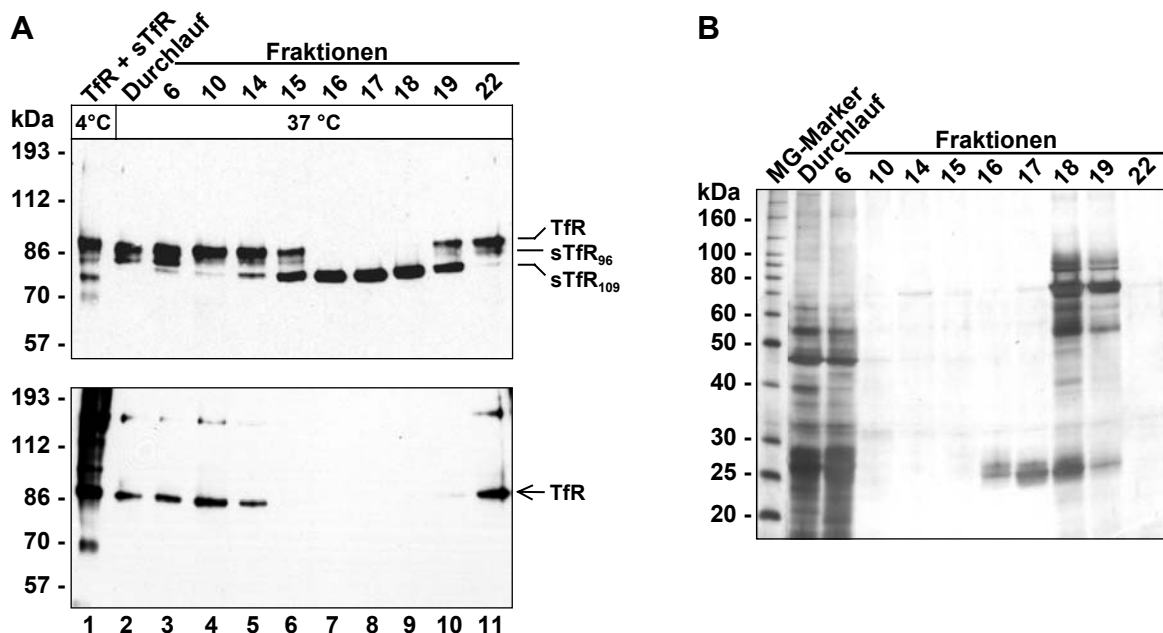 A
TfR + sTfR
Durchlauf
Fraktionen
6 10 14 15 16 17 18 19 22
kDa
4°C 37 °C
193 -
112 -
86 -
70 -
57 -
TfR
sTfR96
sTfR109
193 -
112 -
86 -
70 -
57 -
TfR
1 2 3 4 5 6 7 8 9 10 11
B
MG-Marker
Durchlauf
Fraktionen
6 10 14 15 16 17 18 19 22
kDa
160 -
100 -
80 -
60 -
50 -
40 -
30 -
25 -
20 -